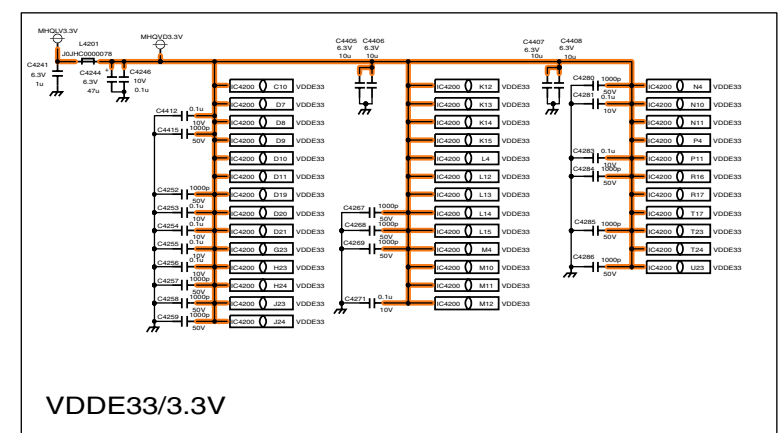 MHQLV3.3V
MHQVD3.3V
L4201
J0JHC0000078
C4241
6.3V
1u
C4244
6.3V
47u
+
C4246
10V
0.1u
C4405
6.3V
10u
C4406
6.3V
10u
C4407
6.3V
10u
C4408
6.3V
10u
IC4200 C10 VDDE33
IC4200 D7 VDDE33
C4412 0.1u 10V
IC4200 D8 VDDE33
C4415 1000p 50V
IC4200 D9 VDDE33
IC4200 D10 VDDE33
IC4200 D11 VDDE33
C4252 1000p 50V
IC4200 D19 VDDE33
C4253 0.1u 10V
IC4200 D20 VDDE33
C4254 0.1u 10V
IC4200 D21 VDDE33
C4255 0.1u 10V
IC4200 G23 VDDE33
C4256 0.1u 10V
IC4200 H23 VDDE33
C4257 1000p 50V
IC4200 H24 VDDE33
C4258 1000p 50V
IC4200 J23 VDDE33
C4259 1000p 50V
IC4200 J24 VDDE33
IC4200 K12 VDDE33
IC4200 K13 VDDE33
IC4200 K14 VDDE33
IC4200 K15 VDDE33
IC4200 L4 VDDE33
IC4200 L12 VDDE33
IC4200 L13 VDDE33
C4267 1000p 50V
IC4200 L14 VDDE33
C4268 1000p 50V
IC4200 L15 VDDE33
C4269 1000p 50V
IC4200 M4 VDDE33
IC4200 M10 VDDE33
IC4200 M11 VDDE33
C4271 0.1u 10V
IC4200 M12 VDDE33
C4280 1000p 50V
IC4200 N4 VDDE33
C4281 0.1u 10V
IC4200 N10 VDDE33
IC4200 N11 VDDE33
IC4200 P4 VDDE33
C4283 0.1u 10V
IC4200 P11 VDDE33
C4284 1000p 50V
IC4200 R16 VDDE33
IC4200 R17 VDDE33
IC4200 T17 VDDE33
C4285 1000p 50V
IC4200 T23 VDDE33
IC4200 T24 VDDE33
C4286 1000p 50V
IC4200 U23 VDDE33
VDDE33/3.3V